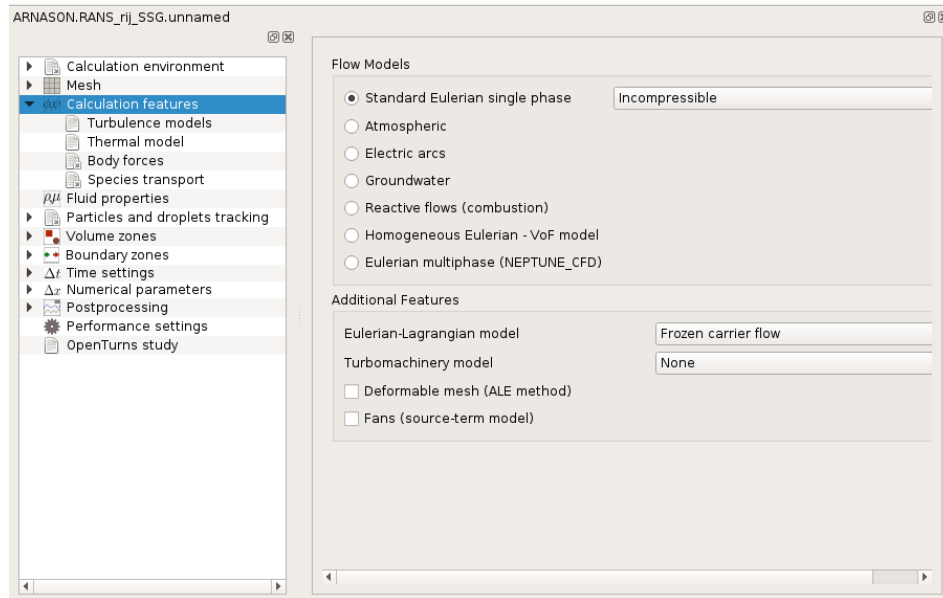 ARNASON.RANS_rij_SSG.unnamed
Calculation environment
Mesh
Calculation features
Turbulence models
Thermal model
Body forces
Species transport
ρμ Fluid properties
Particles and droplets tracking
Volume zones
Boundary zones
Δt Time settings
Δx Numerical parameters
Postprocessing
Performance settings
OpenTurns study
Flow Models
Standard Eulerian single phase Incompressible
Atmospheric
Electric arcs
Groundwater
Reactive flows (combustion)
Homogeneous Eulerian - VoF model
Eulerian multiphase (NEPTUNE_CFD)
Additional Features
Eulerian-Lagrangian model Frozen carrier flow
Turbomachinery model None
Deformable mesh (ALE method)
Fans (source-term model)